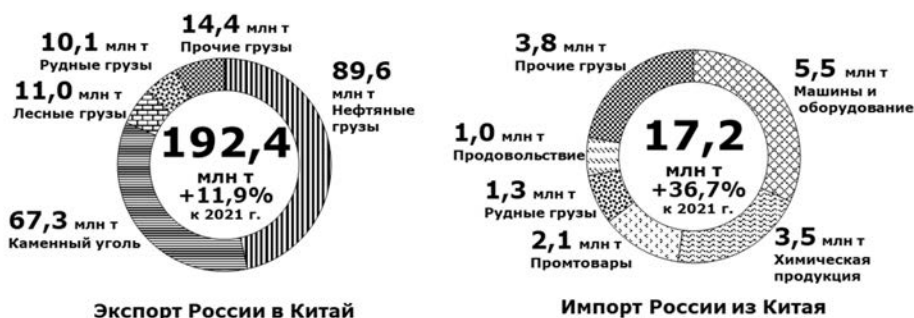 14,4 млн т
Прочие грузы
10,1 млн т
Рудные грузы
11,0 млн т
Лесные грузы
67,3 млн т
Каменный уголь
89,6
млн т
Нефтяные
грузы
192,4
млн т
+11,9%
к 2021 г.
Экспорт России в Китай
3,8 млн т
Прочие грузы
1,0 млн т
Продовольствие
1,3 млн т
Рудные грузы
2,1 млн т
Промтовары
5,5 млн т
Машины и
оборудование
3,5 млн т
Химическая
продукция
17,2
млн т
+36,7%
к 2021 г.
Импорт России из Китая